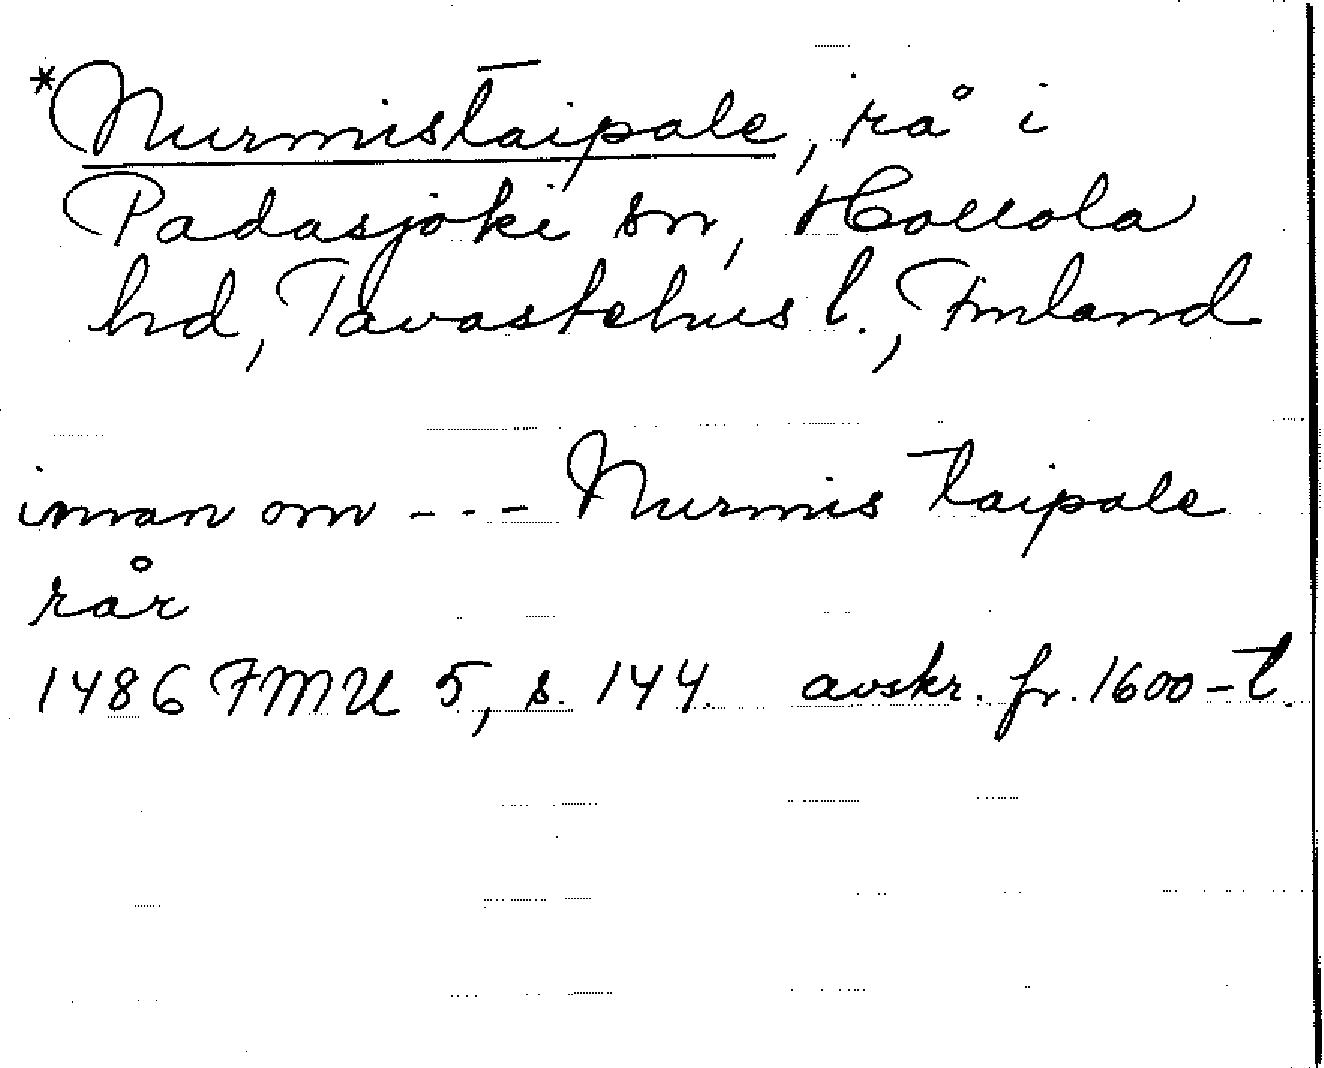 *Nurmistaipale, rå i
Padasjoki sn, Hollola
hd, Tavastehus l., Finland
innan om - - - Nurmis taipale
rår
1486 FMU 5, s. 144. avskr. fr. 1600-t.